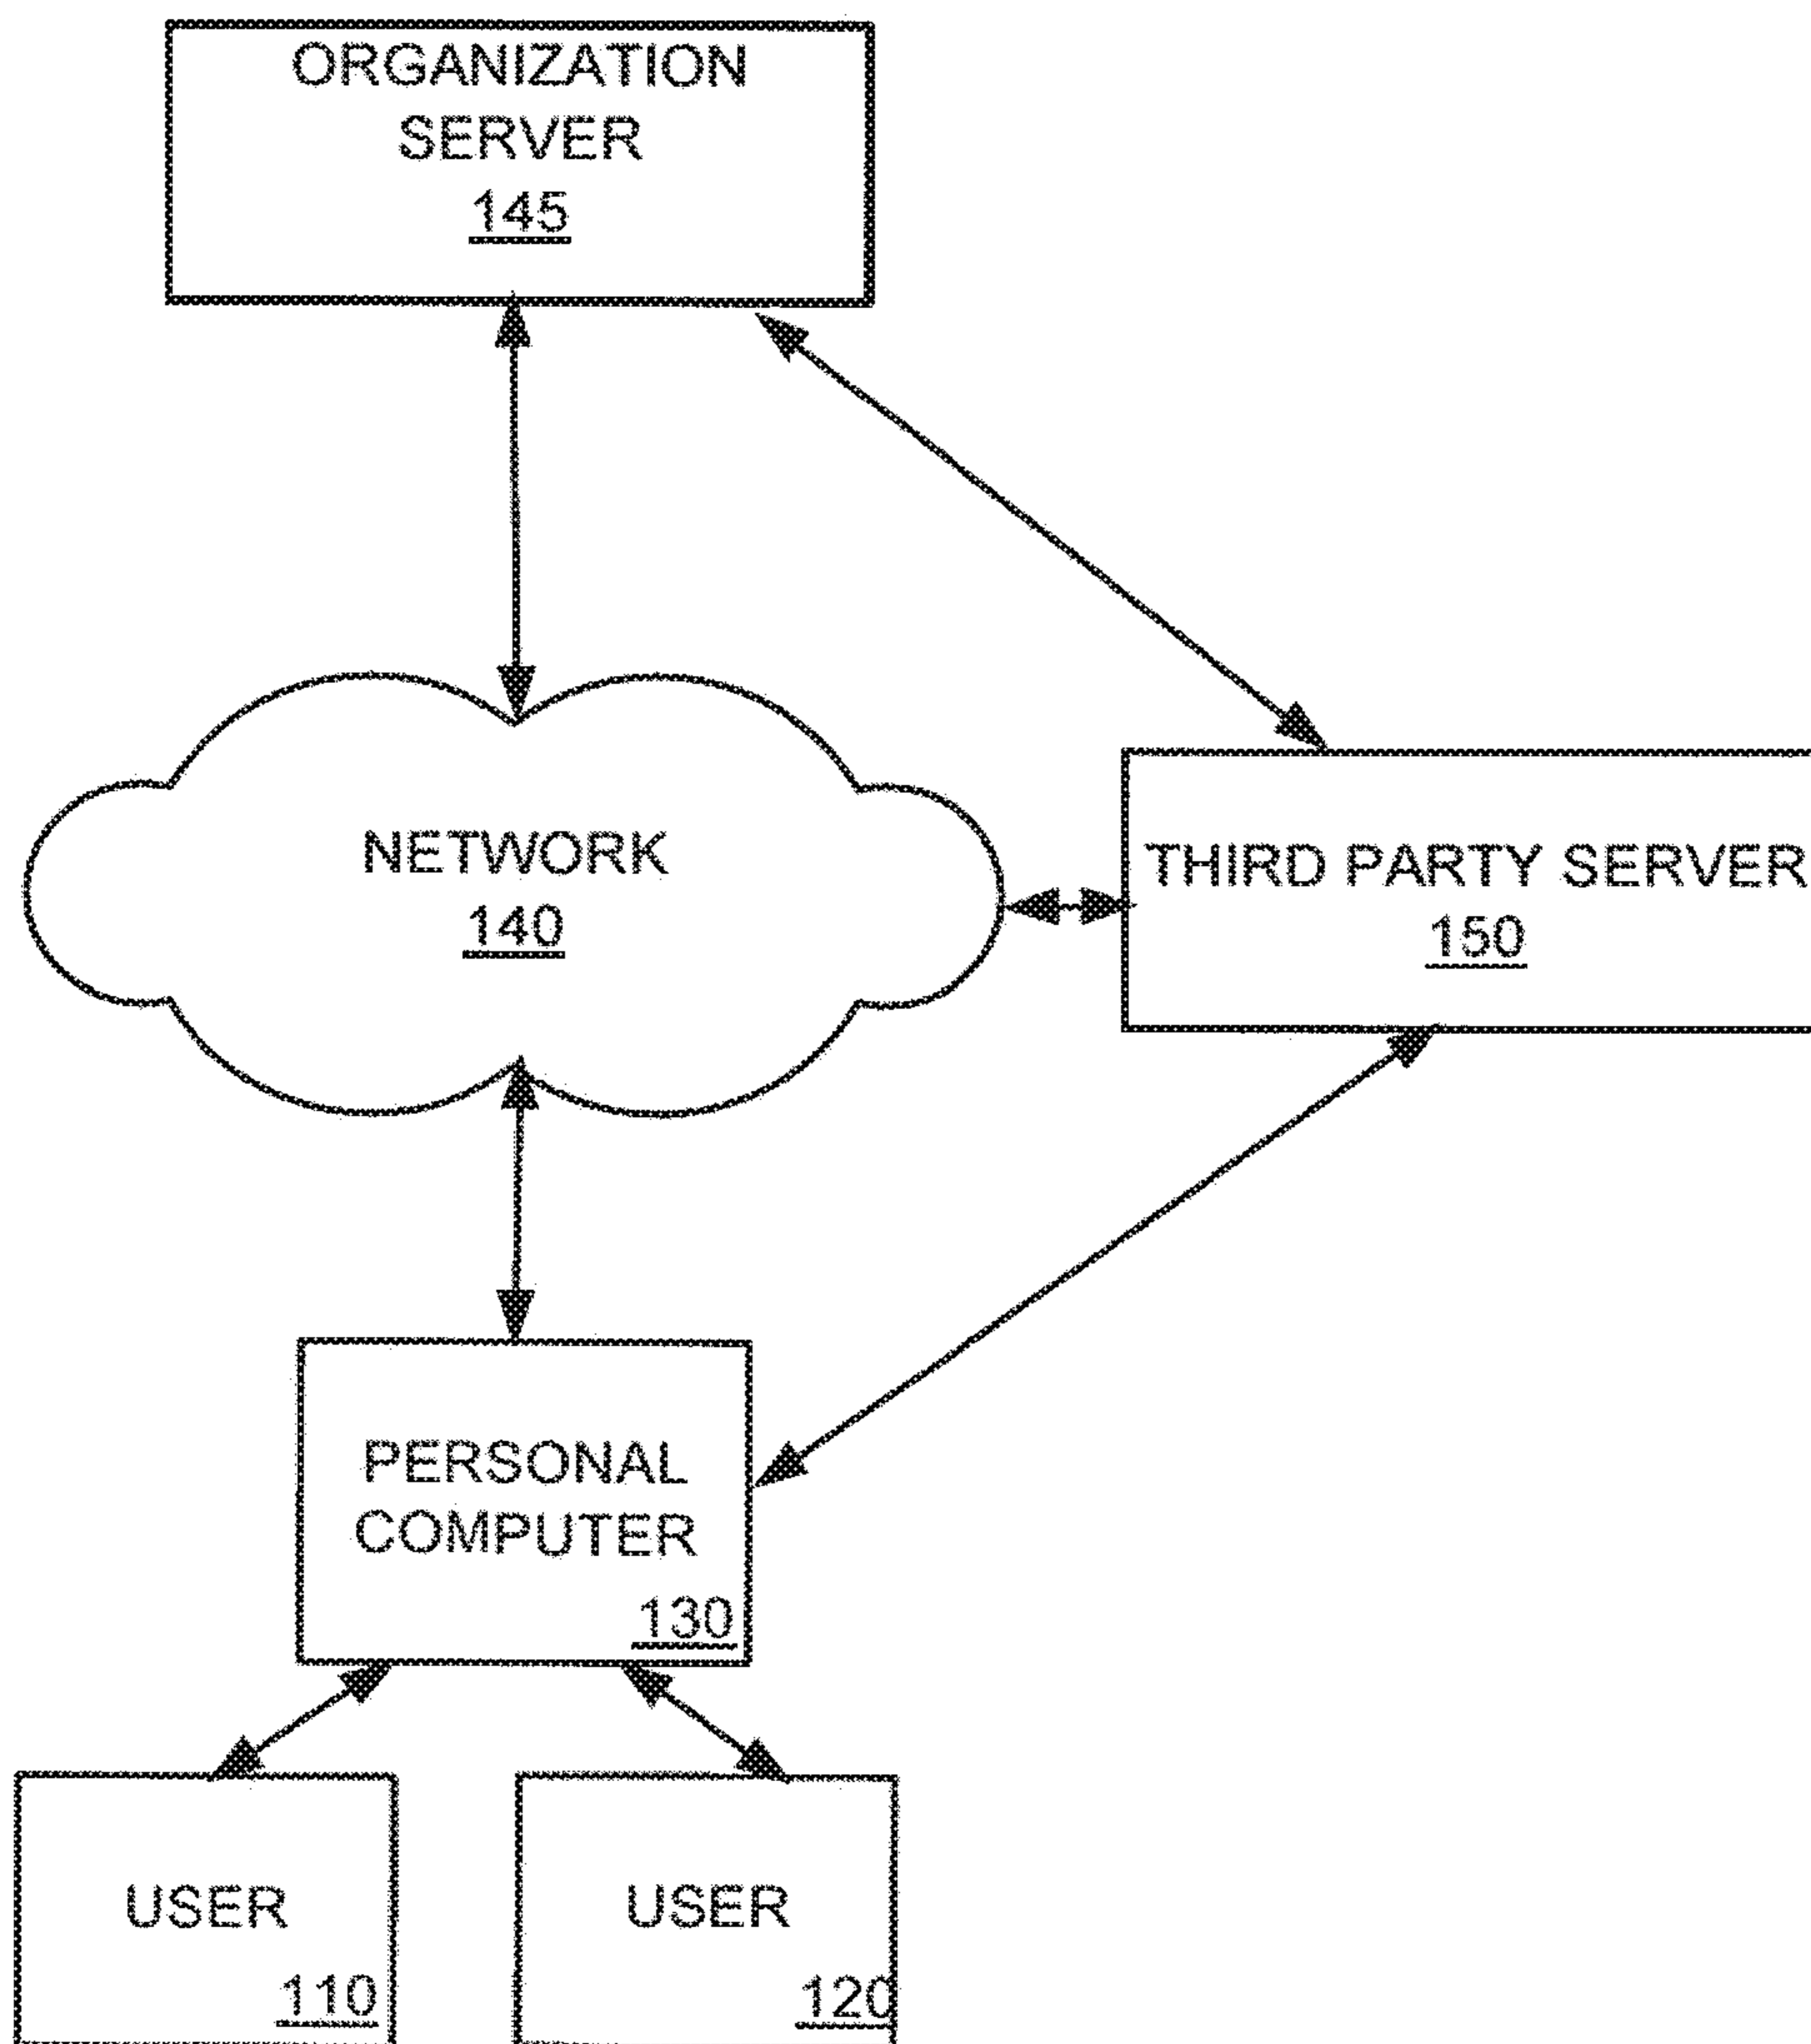 ORGANIZATION
SERVER
145
NETWORK
140
THIRD PARTY SERVER
150
PERSONAL
COMPUTER
130
USER
110
USER
120